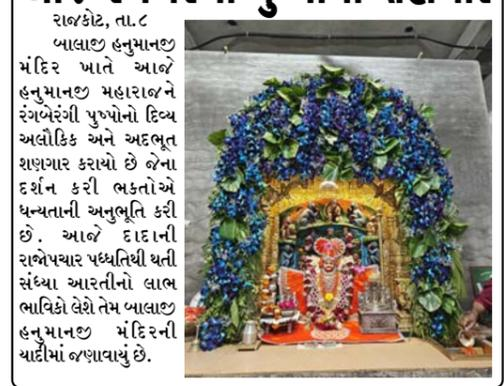 રાજકોટ, તા.૮
બાલાજી હનુમાનજી
મંદિર ખાતે આજે
હનુમાનજી મહારાજને
રંગબેરંગી પુષ્પોનો દિવ્ય
અલૌકિક અને અદભૂત
શણગાર કરાયો છે જેના
દર્શન કરી ભક્તોએ
ધન્યતાની અનુભૂતિ કરી
છે. આજે દાદાની
રાજોપચાર પધ્ધતિથી થતી
સંધ્યા આરતીનો લાભ
ભાવિકો લેશે તેમ બાલાજી
હનુમાનજી મંદિરની
યાદીમાં જણાવાયું છે.